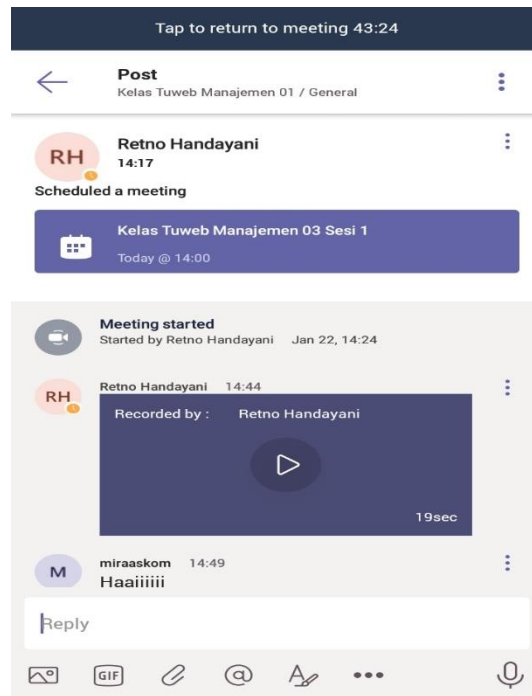 Tap to return to meeting 43:24
Post
Kelas Tuweb Manajemen 01 / General
RH
Retno Handayani
14:17
Scheduled a meeting
Kelas Tuweb Manajemen 03 Sesi 1
Today @ 14:00
Meeting started
Started by Retno Handayani Jan 22, 14:24
RH
Retno Handayani 14:44
Recorded by : Retno Handayani
19sec
M
miraaskom 14:49
Haaiiiiii
Reply
GIF